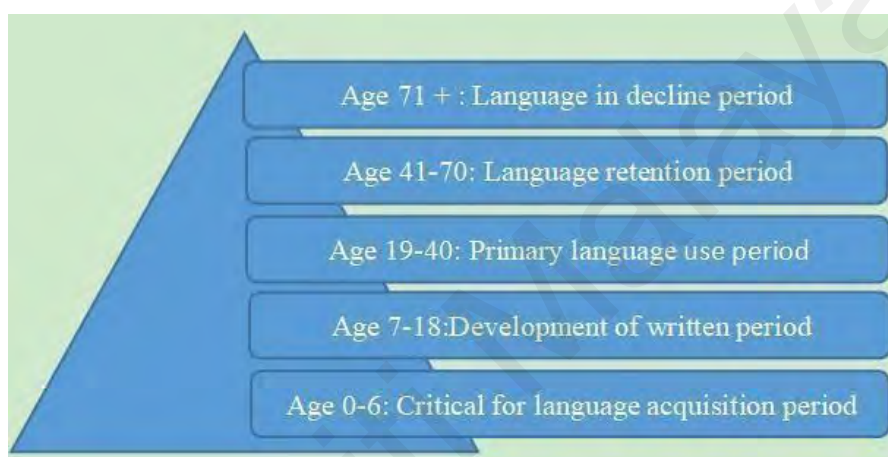 Age 71 + : Language in decline period
Age 41-70: Language retention period
Age 19-40: Primary language use period
Age 7-18:Development of written period
Age 0-6: Critical for language acquisition period